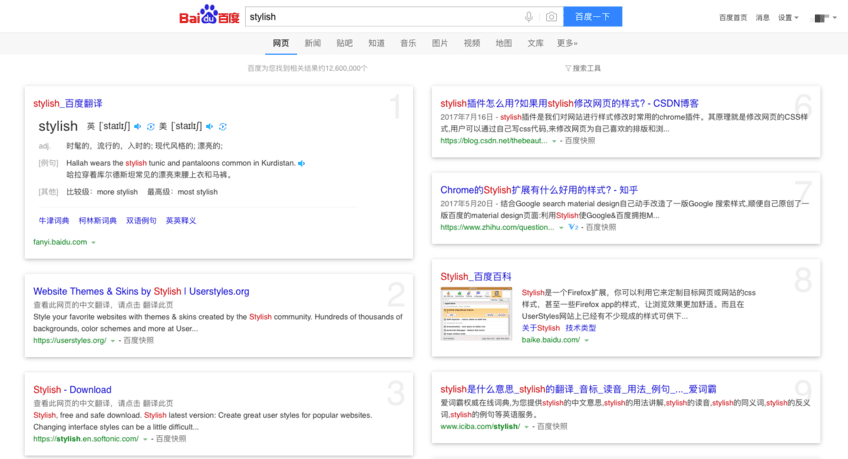 Bai du 百度
stylish
百度一下
百度首页 消息 设置
网页 新闻 贴吧 知道 音乐 图片 视频 地图 文库 更多»
百度为您找到相关结果约12,600,000个
搜索工具
1
stylish_百度翻译
stylish 英 [ˈstaɪlɪʃ] 美 [ˈstaɪlɪʃ]
adj. 时髦的，流行的，入时的; 现代风格的; 漂亮的;
[例句] Hallah wears the stylish tunic and pantaloons common in Kurdistan.
哈拉穿着库尔德斯坦常见的漂亮束腰上衣和马裤。
[其他] 比较级：more stylish 最高级：most stylish
牛津词典 柯林斯词典 双语例句 英英释义
fanyi.baidu.com
2
Website Themes & Skins by Stylish | Userstyles.org
查看此网页的中文翻译，请点击 翻译此页
Style your favorite websites with themes & skins created by the Stylish community. Hundreds of thousands of
backgrounds, color schemes and more at User...
https://userstyles.org/ - 百度快照
3
Stylish - Download
查看此网页的中文翻译，请点击 翻译此页
Stylish, free and safe download. Stylish latest version: Create great user styles for popular websites.
Changing interface styles can be a little difficult...
https://stylish.en.softonic.com/ - 百度快照
6
stylish插件怎么用?如果用stylish修改网页的样式? - CSDN博客
2017年7月16日 - stylish插件是我们对网站进行样式修改时常用的chrome插件。其原理就是修改网页的CSS样
式,用户可以通过自己写css代码,来修改网页为自己喜欢的排版和浏...
https://blog.csdn.net/thebeaut... - 百度快照
7
Chrome的Stylish扩展有什么好用的样式? - 知乎
2017年5月20日 - 结合Google search material design自己动手改造了一版Google 搜索样式,顺便自己原创了一
版百度的material design页面:利用Stylish使Google&百度拥抱M...
https://www.zhihu.com/question... V2 - 百度快照
8
Stylish_百度百科
Stylish是一个Firefox扩展，你可以利用它来定制目标网页或网站的css
样式，甚至一些Firefox app的样式，让浏览效果更加舒适。而且在
UserStyles网站上已经有不少现成的样式可供下...
关于Stylish 技术类型
baike.baidu.com/
9
stylish是什么意思_stylish的翻译_音标_读音_用法_例句_..._爱词霸
爱词霸权威在线词典,为您提供stylish的中文意思,stylish的用法讲解,stylish的读音,stylish的同义词,stylish的反义
词,stylish的例句等英语服务。
www.iciba.com/stylish/ - 百度快照